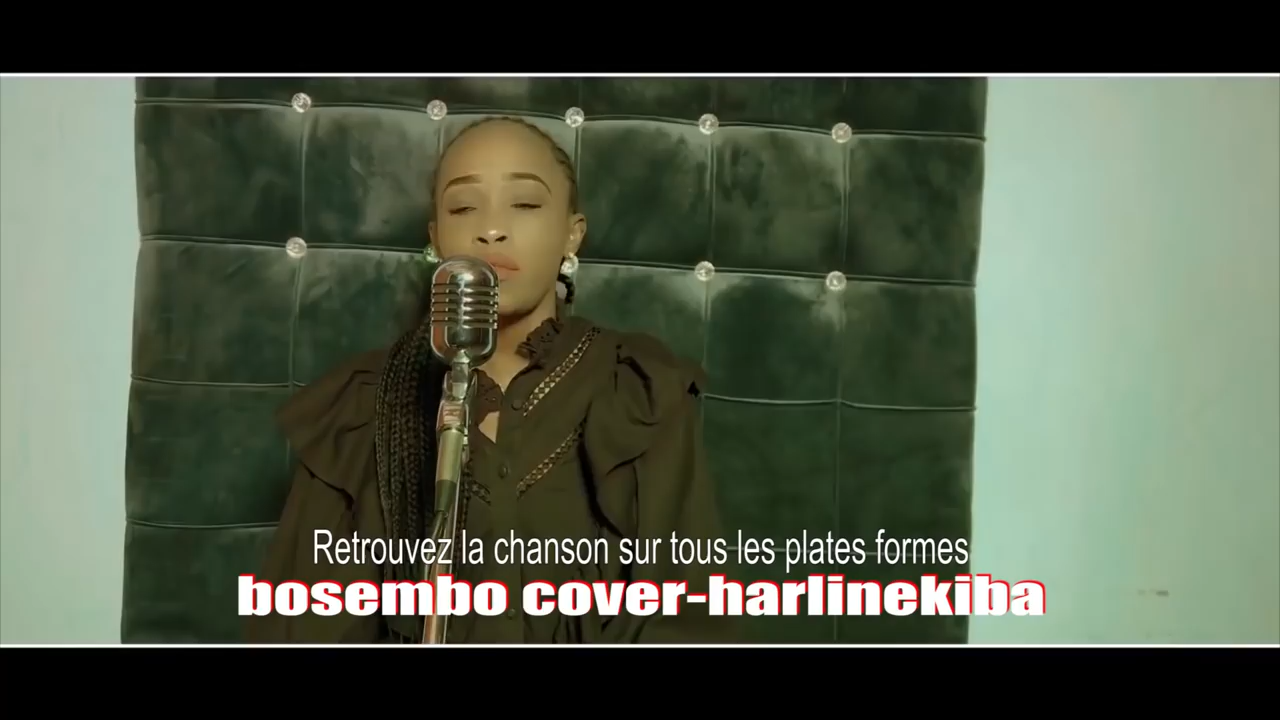 Retrouvez la chanson sur tous les plates formes
bosembo cover-harlinekiba